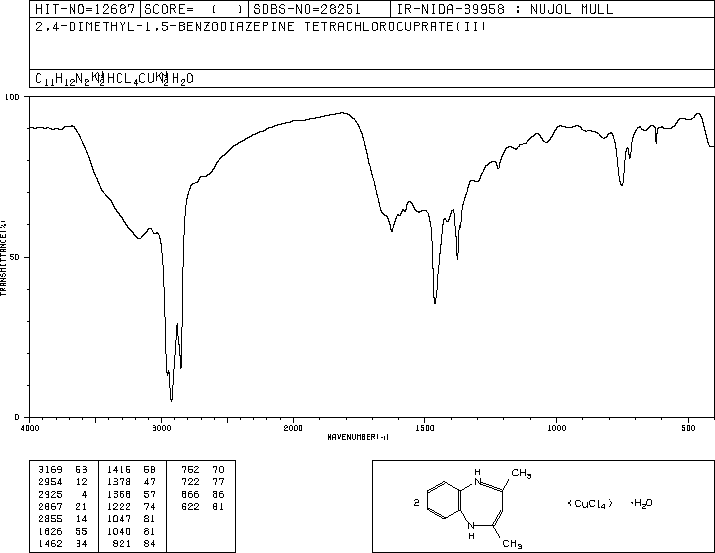 HIT-NO=12687 SCORE= ( ) SDBS-NO=28251 IR-NIDA-39958 : NUJOL MULL
2,4-DIMETHYL-1,5-BENZODIAZEPINE TETRACHLOROCUPRATE(II)
100
50
0
TRANSMITTANCE(%)
4000 3000 2000 1500 1000 500
3169 53 1416 58 752 70
2954 12 1378 47 722 77
2925 4 1368 57 666 86
2867 21 1222 74 622 81
2855 14 1047 81
1626 55 1040 81
1462 34 821 84
H
N
CH₃
2
(CuCl₄) ·H₂O
N
H
CH₃